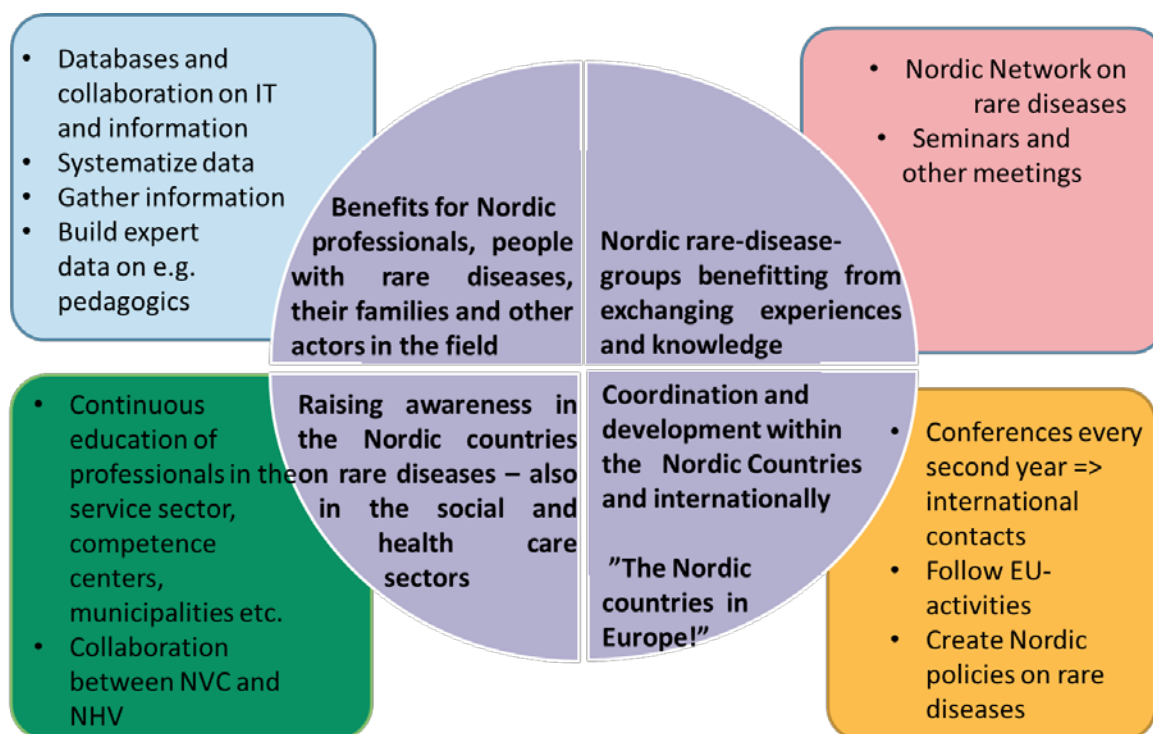 • Databases and
collaboration on IT
and information
• Systematize data
• Gather information
• Build expert
data on e.g.
pedagogics
Benefits for Nordic
professionals, people
with rare diseases,
their families and other
actors in the field
• Nordic Network on
rare diseases
• Seminars and
other meetings
Nordic rare-disease-
groups benefitting from
exchanging experiences
and knowledge
• Continuous
education of
professionals in the
service sector,
competence
centers,
municipalities etc.
• Collaboration
between NVC and
NHV
Raising awareness in
the Nordic countries
on rare diseases – also
in the social and
health care
sectors
Coordination and
development within
the Nordic Countries
and internationally
”The Nordic
countries in
Europe!”
• Conferences every
second year =>
international
contacts
• Follow EU-
activities
• Create Nordic
policies on rare
diseases